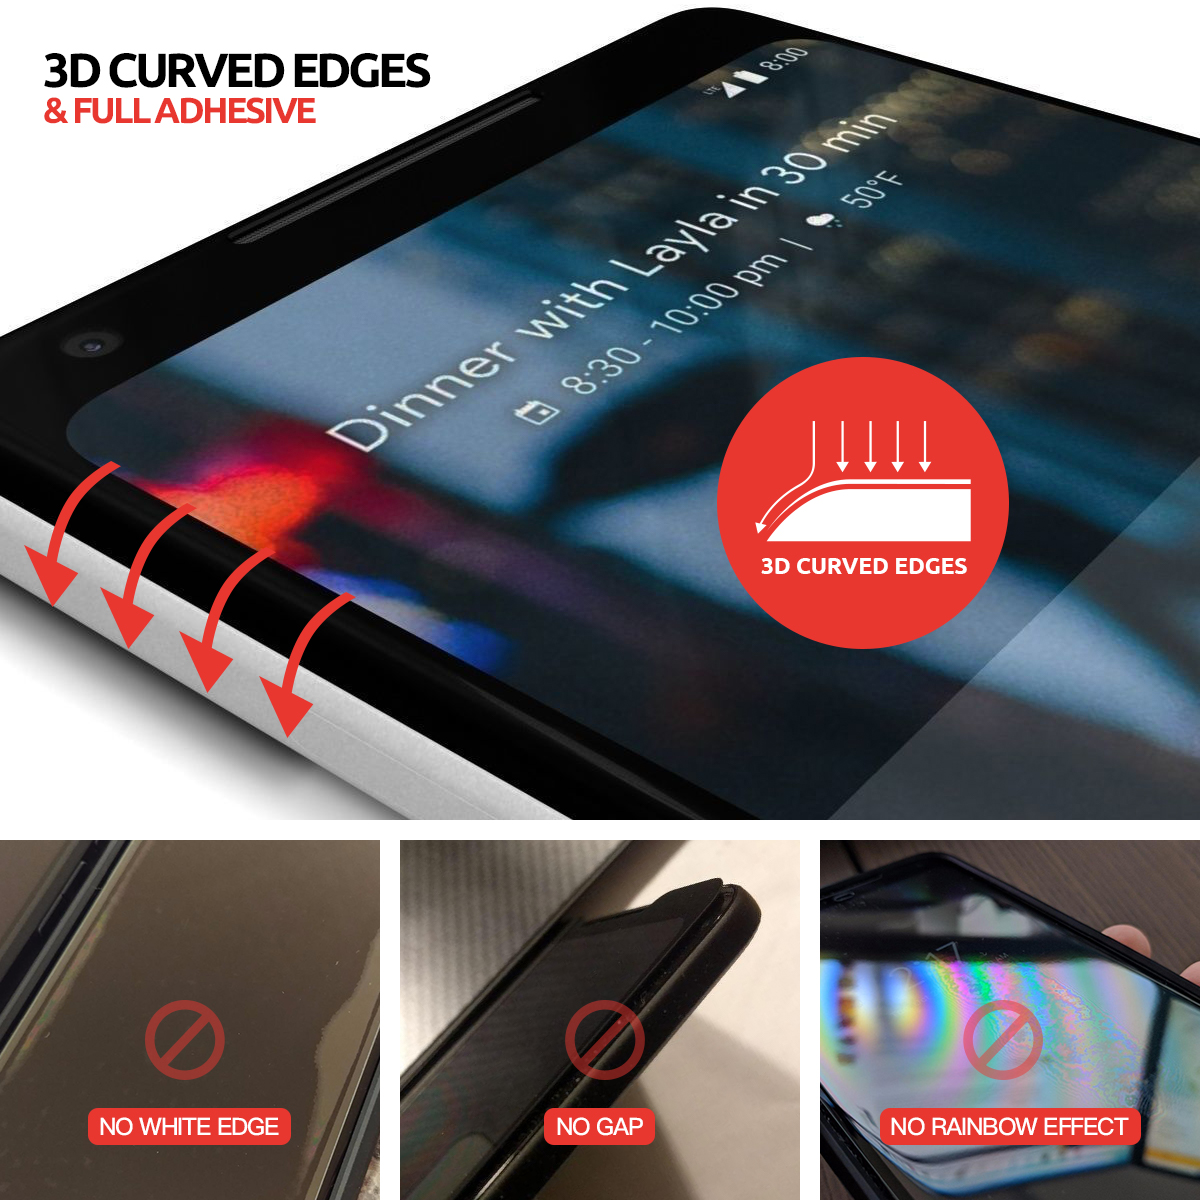 3D CURVED EDGES
& FULL ADHESIVE
LTE 8:00
Dinner with Layla in 30 min
8:30 - 10:00 pm | 50°F
3D CURVED EDGES
NO WHITE EDGE
NO GAP
NO RAINBOW EFFECT